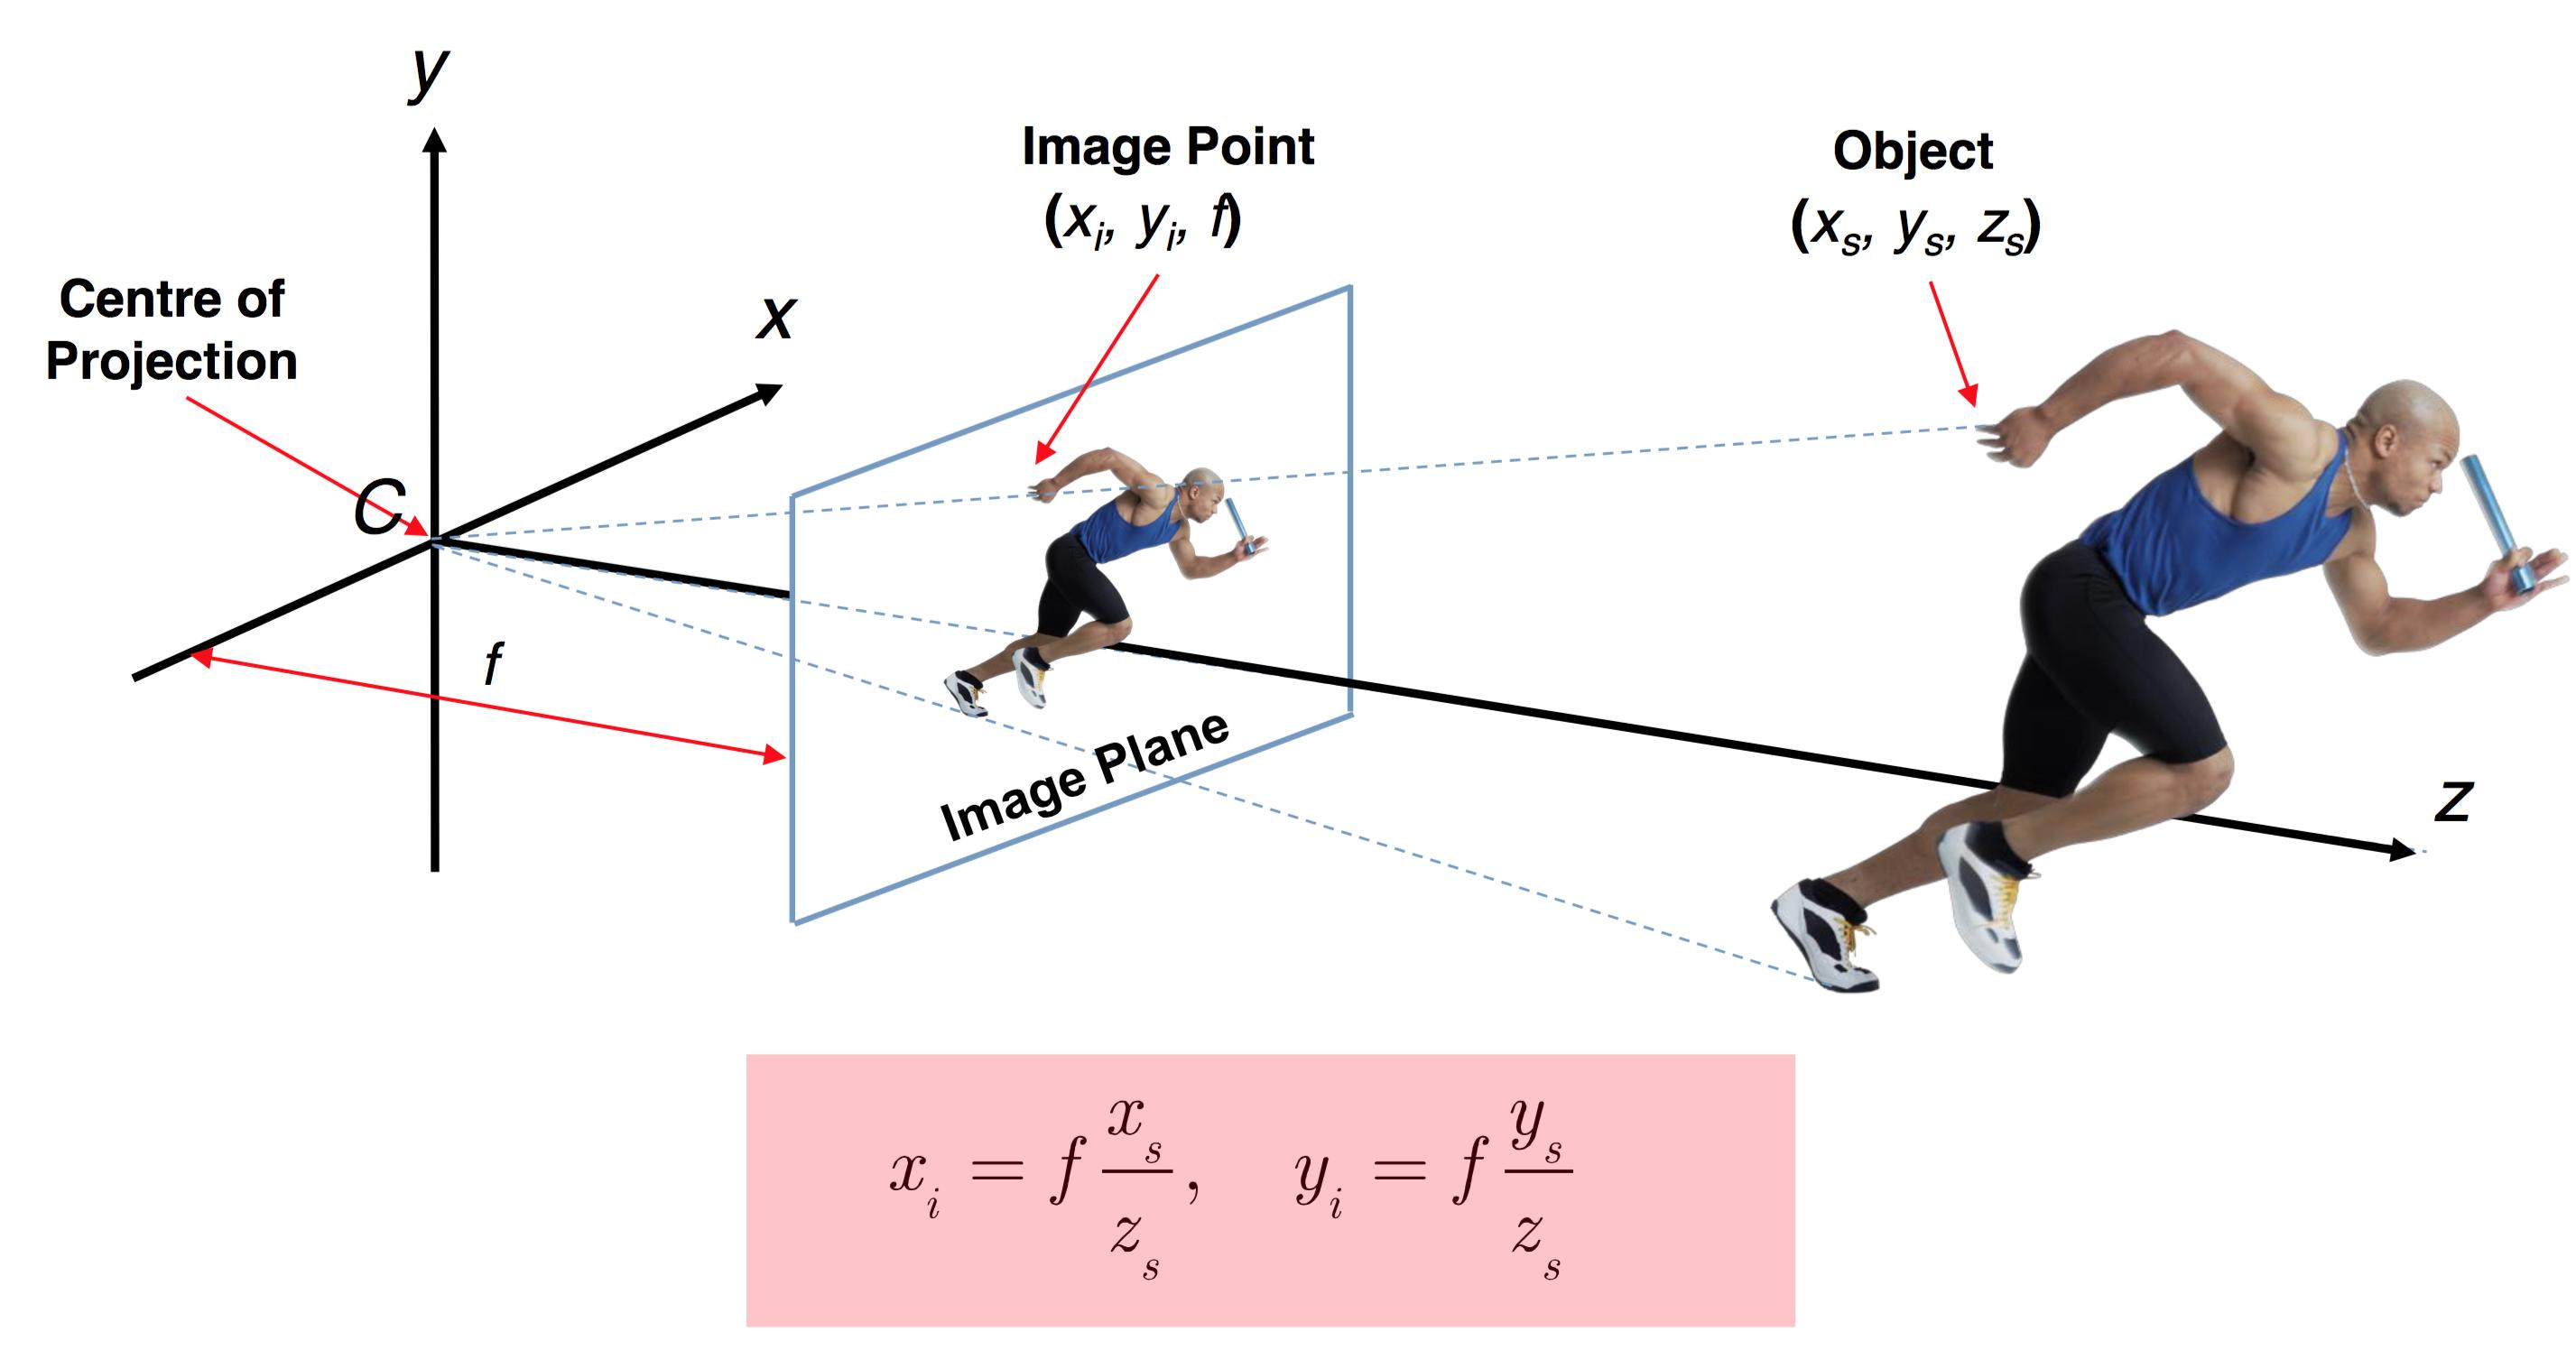 y
Image Point
(xi, yi, f)
Object
(xs, ys, zs)
Centre of
Projection
x
C
f
Image Plane
z
xi = f xs/zs, yi = f ys/zs